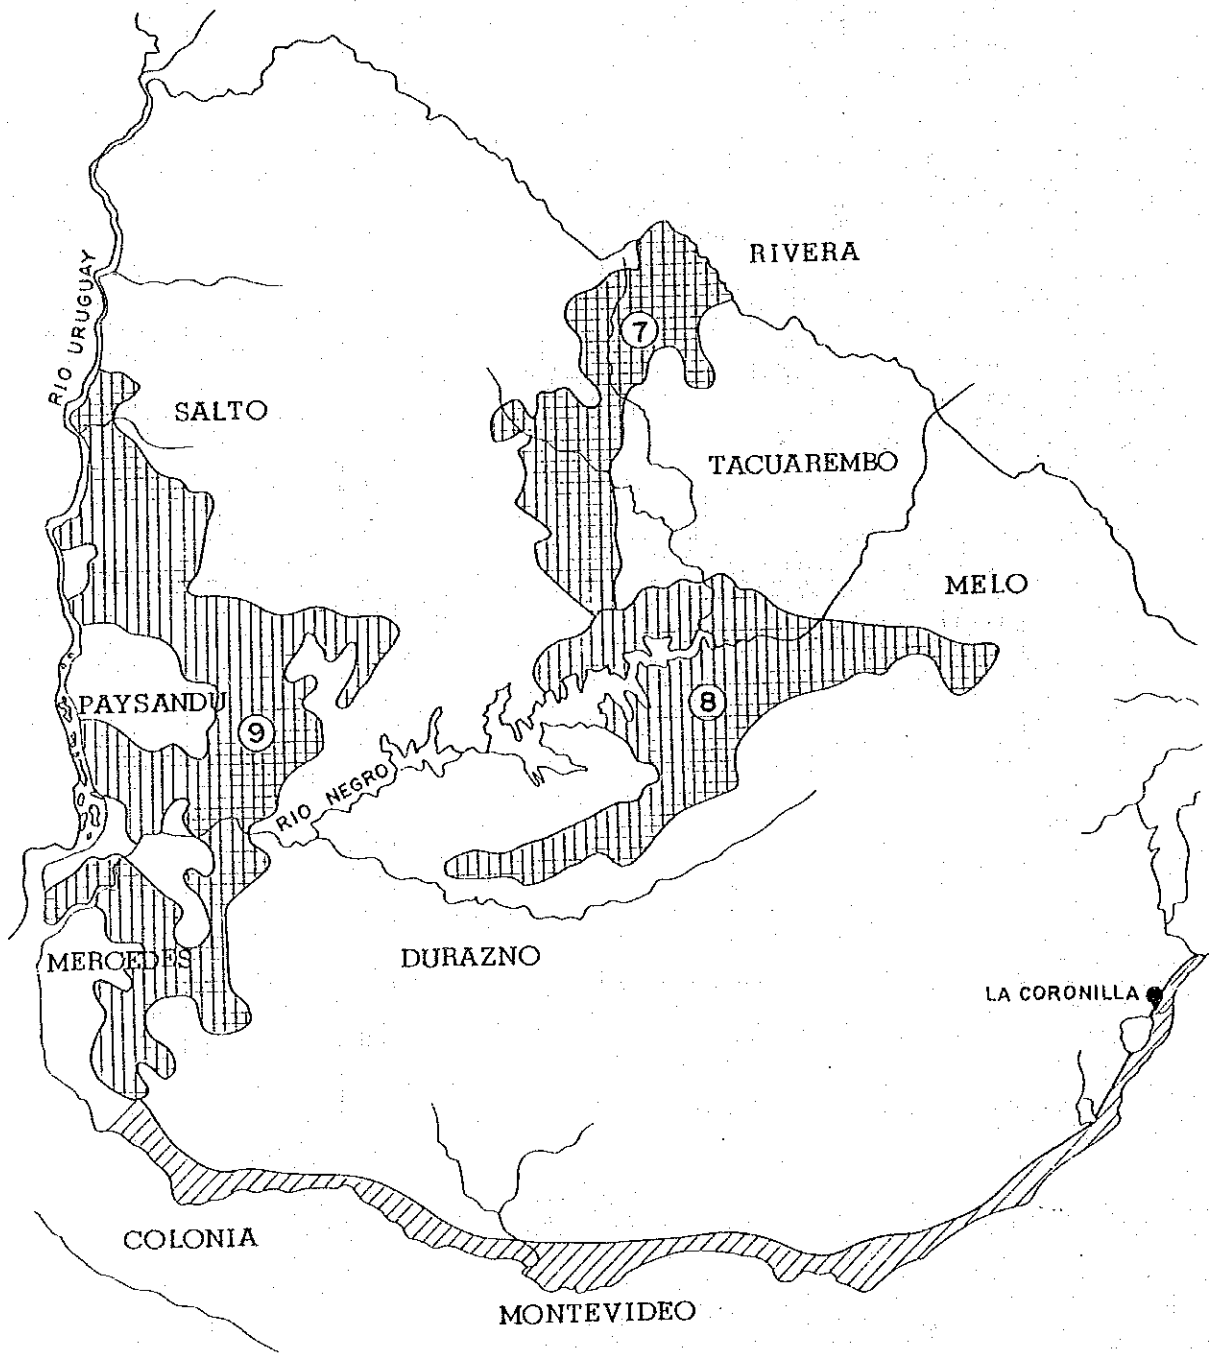 RIVERA
RIO URUGUAY
7
SALTO
TACUAREMBO
MELO
PAYSANDU
8
9
RIO NEGRO
MERCEDES
DURAZNO
LA CORONILLA
COLONIA
MONTEVIDEO